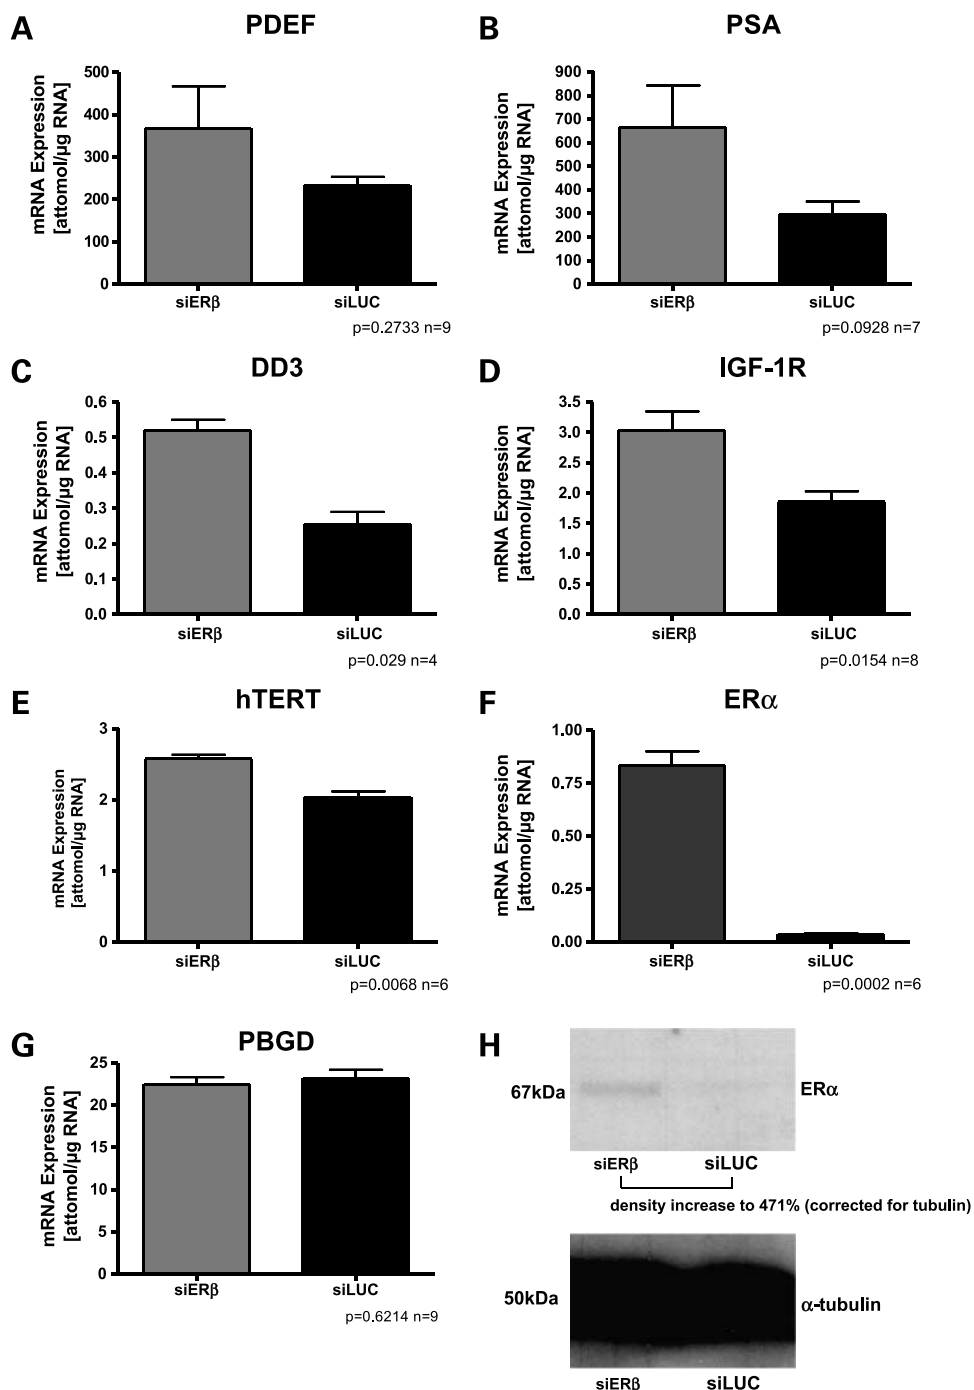 A
PDEF
mRNA Expression
[attomol/µg RNA]
500
400
300
200
100
0
siERβ
siLUC
p=0.2733 n=9
B
PSA
mRNA Expression
[attomol/µg RNA]
900
800
700
600
500
400
300
200
100
0
siERβ
siLUC
p=0.0928 n=7
C
DD3
mRNA Expression
[attomol/µg RNA]
0.6
0.5
0.4
0.3
0.2
0.1
0.0
siERβ
siLUC
p=0.029 n=4
D
IGF-1R
mRNA Expression
[attomol/µg RNA]
3.5
3.0
2.5
2.0
1.5
1.0
0.5
0.0
siERβ
siLUC
p=0.0154 n=8
E
hTERT
mRNA Expression
[attomol/µg RNA]
3
2
1
0
siERβ
siLUC
p=0.0068 n=6
F
ERα
mRNA Expression
[attomol/µg RNA]
1.00
0.75
0.50
0.25
0.00
siERβ
siLUC
p=0.0002 n=6
G
PBGD
mRNA Expression
[attomol/µg RNA]
25
20
15
10
5
0
siERβ
siLUC
p=0.6214 n=9
H
67kDa
ERα
siERβ
siLUC
density increase to 471% (corrected for tubulin)
50kDa
α-tubulin
siERβ
siLUC